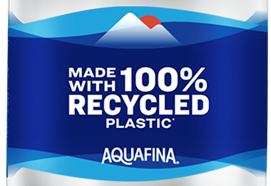 MADE
WITH 100%
RECYCLED
PLASTIC*
AQUAFINA®